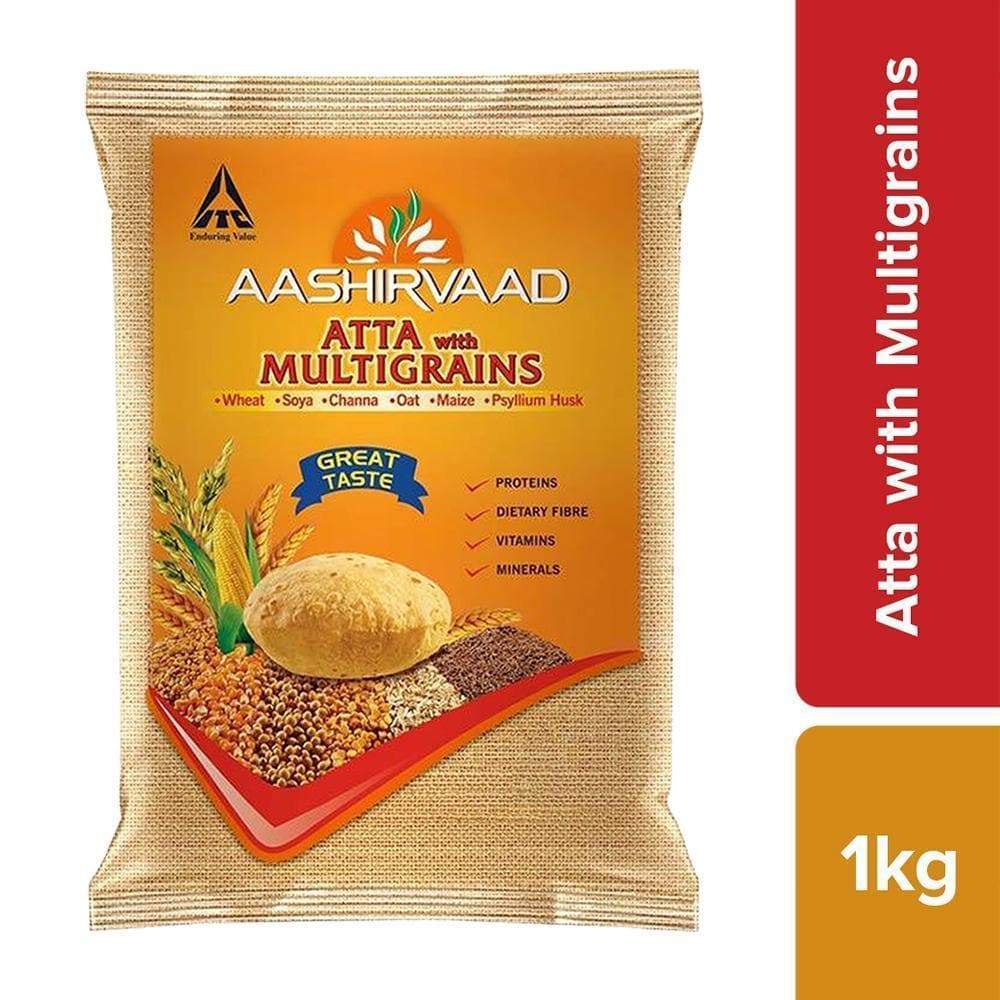 ITC
Enduring Value
AASHIRVAAD
ATTA with
MULTIGRAINS
•Wheat •Soya •Channa •Oat •Maize •Psyllium Husk
GREAT
TASTE
PROTEINS
DIETARY FIBRE
VITAMINS
MINERALS
Atta with Multigrains
1kg